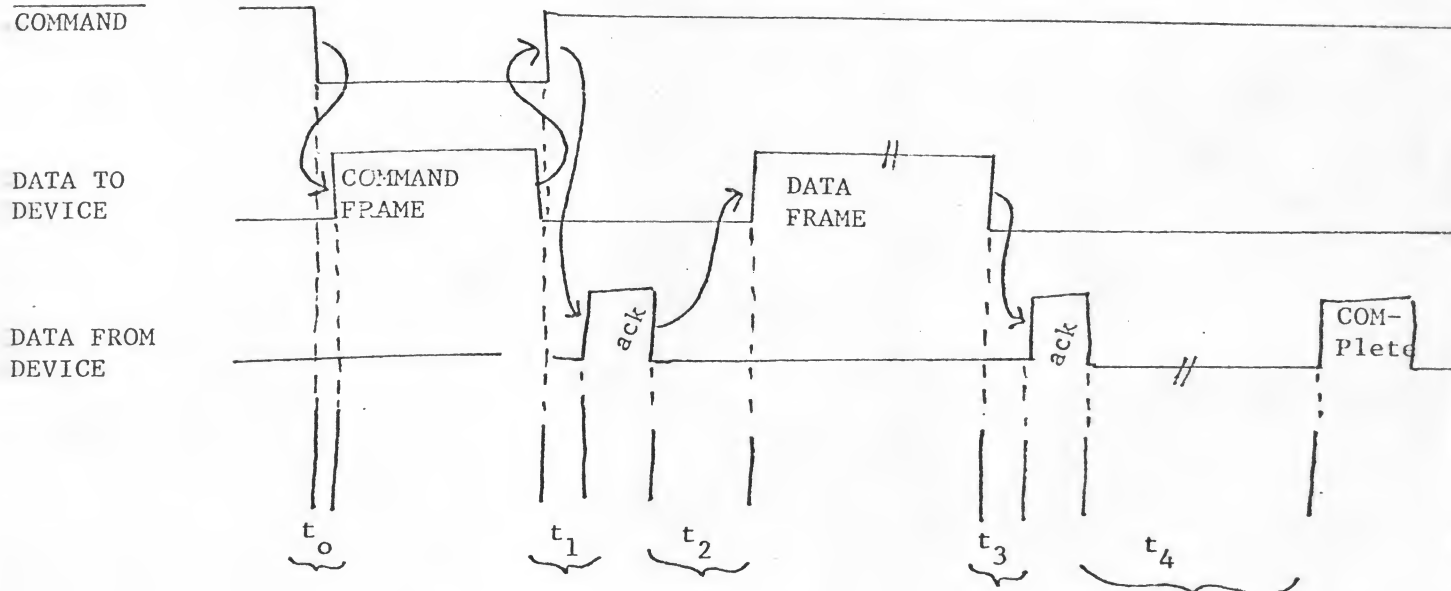 COMMAND
DATA TO
DEVICE
COMMAND
FRAME
DATA
FRAME
DATA FROM
DEVICE
ack
ack
COM-
Plete
t₀
t₁
t₂
t₃
t₄